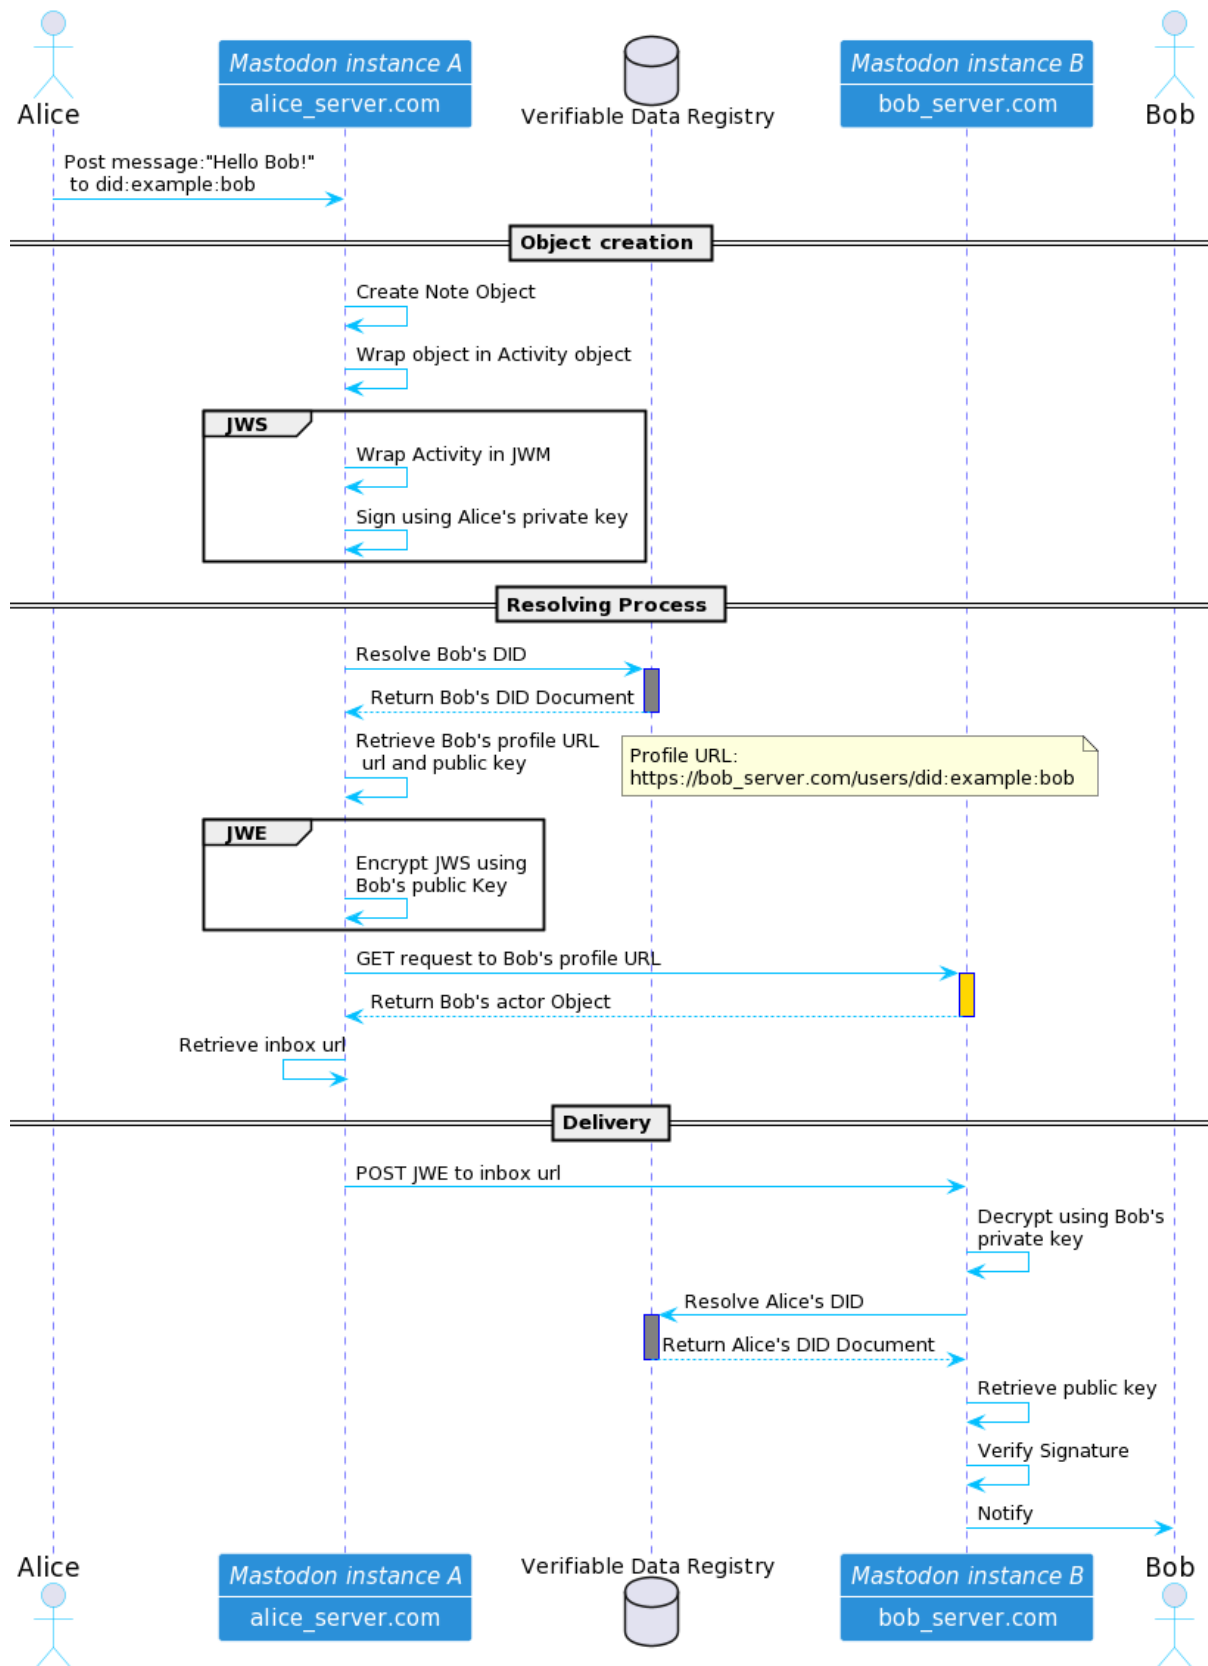 Alice
Mastodon instance A
alice_server.com
Verifiable Data Registry
Mastodon instance B
bob_server.com
Bob
Post message:"Hello Bob!"
to did:example:bob
Object creation
Create Note Object
Wrap object in Activity object
JWS
Wrap Activity in JWM
Sign using Alice's private key
Resolving Process
Resolve Bob's DID
Return Bob's DID Document
Retrieve Bob's profile URL
url and public key
Profile URL:
https://bob_server.com/users/did:example:bob
JWE
Encrypt JWS using
Bob's public Key
GET request to Bob's profile URL
Return Bob's actor Object
Retrieve inbox url
Delivery
POST JWE to inbox url
Decrypt using Bob's
private key
Resolve Alice's DID
Return Alice's DID Document
Retrieve public key
Verify Signature
Notify
Alice
Mastodon instance A
alice_server.com
Verifiable Data Registry
Mastodon instance B
bob_server.com
Bob